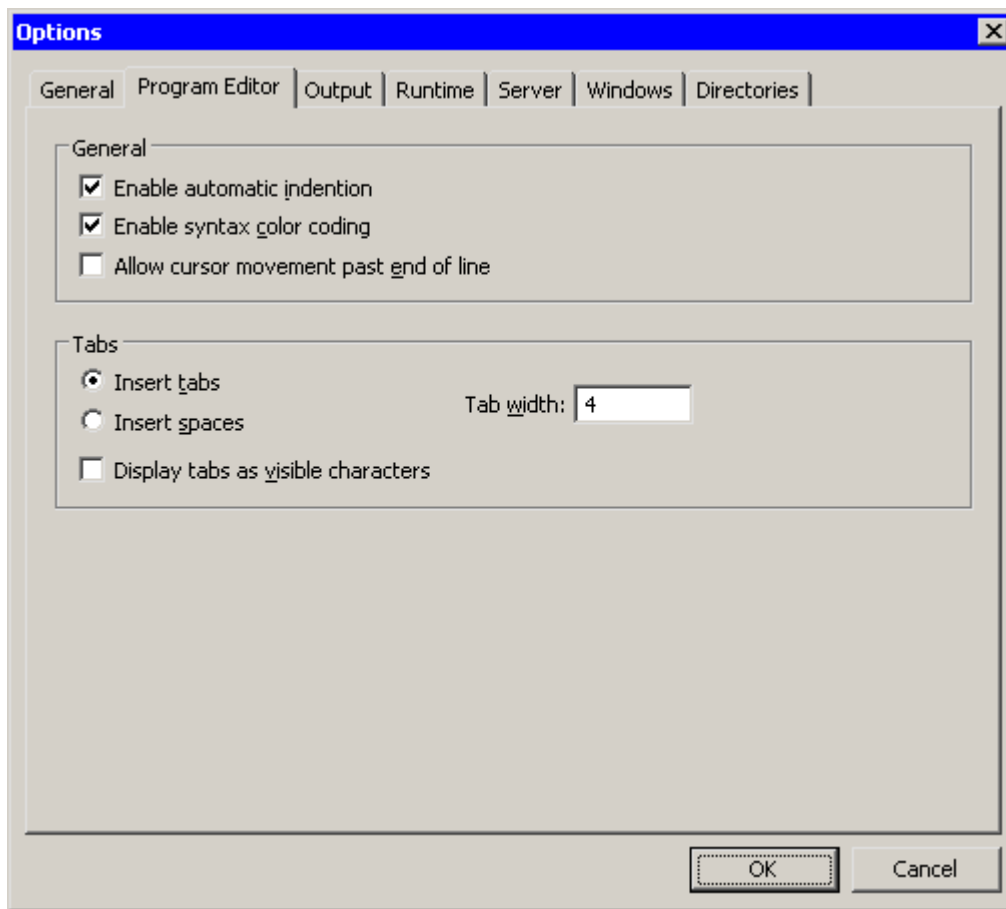 Options
General Program Editor Output Runtime Server Windows Directories
General
Enable automatic indention
Enable syntax color coding
Allow cursor movement past end of line
Tabs
Insert tabs
Tab width: 4
Insert spaces
Display tabs as visible characters
OK Cancel